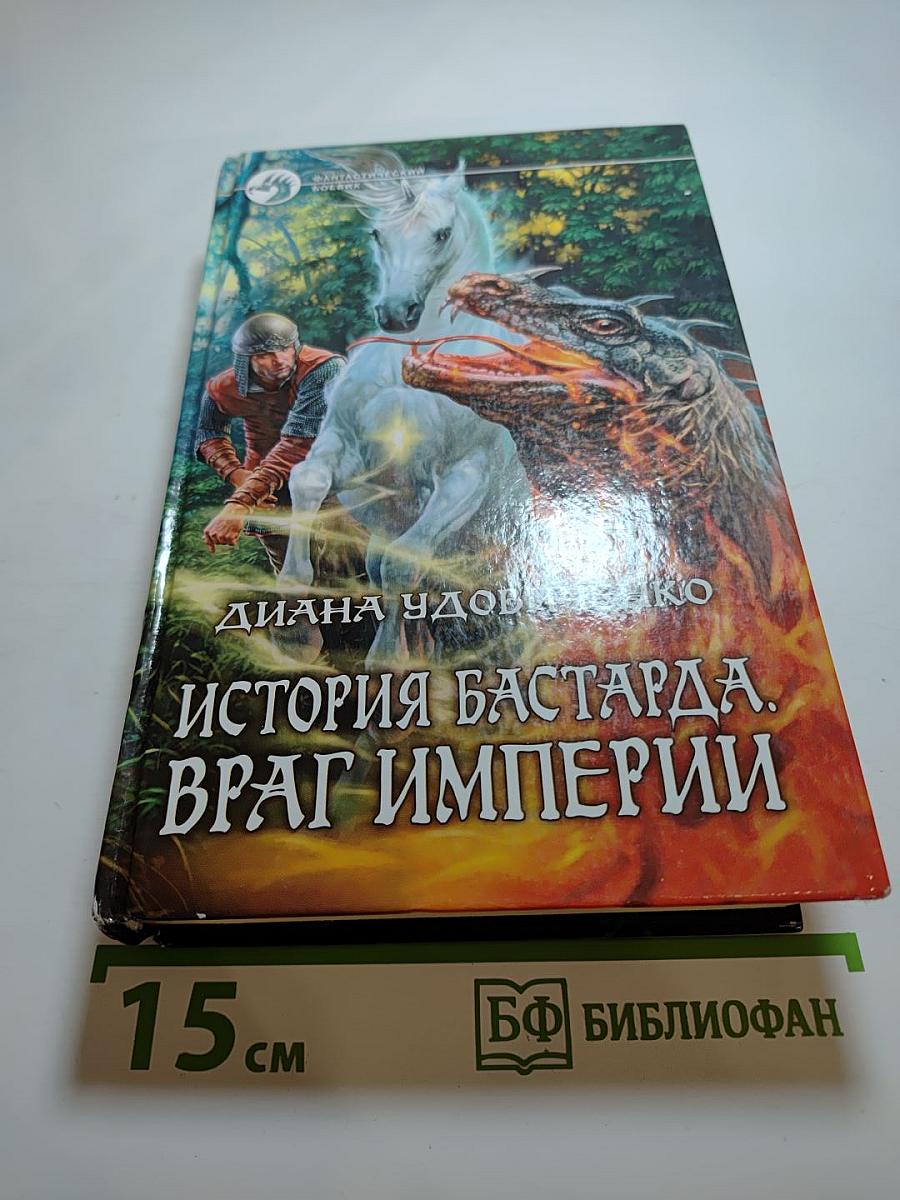 ФАНТАСТИЧЕСКИЙ
БОЕВИК
ДИАНА
ИСТОРИЯ БАСТАРДА.
ВРАГ ИМПЕРИИ
15 см
БФ БИБЛИОФАН